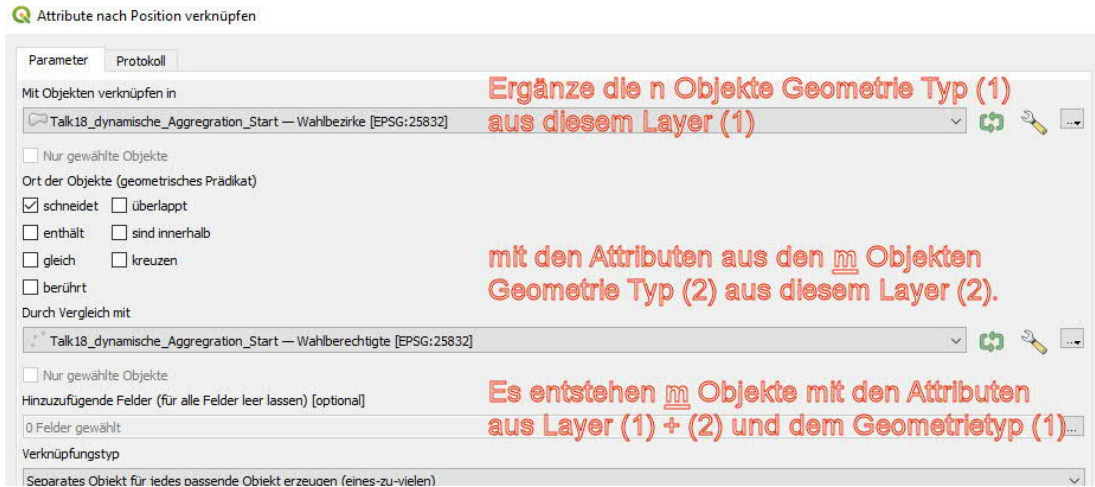 Attribute nach Position verknüpfen
Parameter Protokoll
Mit Objekten verknüpfen in
Ergänze die n Objekte Geometrie Typ (1)
Talk18_dynamische_Aggregration_Start — Wahlbezirke [EPSG:25832]
aus diesem Layer (1)
Nur gewählte Objekte
Ort der Objekte (geometrisches Prädikat)
schneidet überlappt
enthält sind innerhalb
gleich kreuzen
mit den Attributen aus den m Objekten
berührt
Geometrie Typ (2) aus diesem Layer (2).
Durch Vergleich mit
Talk18_dynamische_Aggregration_Start — Wahlberechtigte [EPSG:25832]
Nur gewählte Objekte
Es entstehen m Objekte mit den Attributen
Hinzuzufügende Felder (für alle Felder leer lassen) [optional]
aus Layer (1) + (2) und dem Geometrietyp (1)
0 Felder gewählt
Verknüpfungstyp
Separates Objekt für jedes passende Objekt erzeugen (eines-zu-vielen)